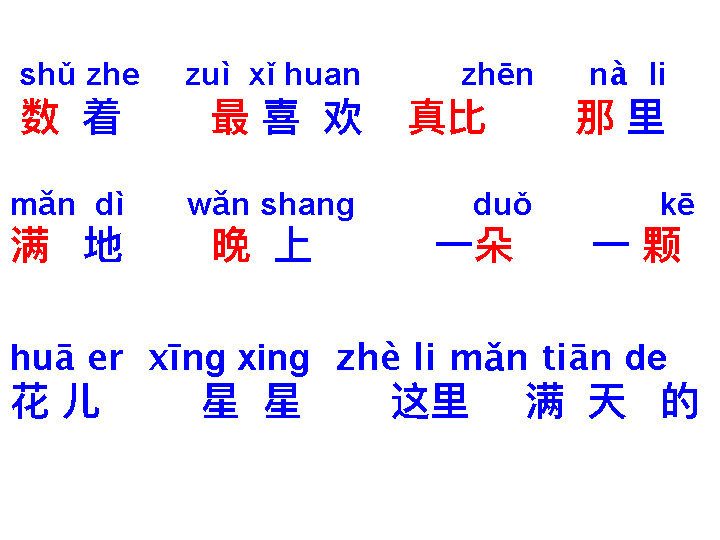 shǔ zhe zuì xǐ huan zhēn nà li
数 着 最 喜 欢 真比 那 里
mǎn dì wǎn shang duǒ kē
满 地 晚 上 一朵 一 颗
huā er xīng xing zhè li mǎn tiān de
花 儿 星 星 这里 满 天 的